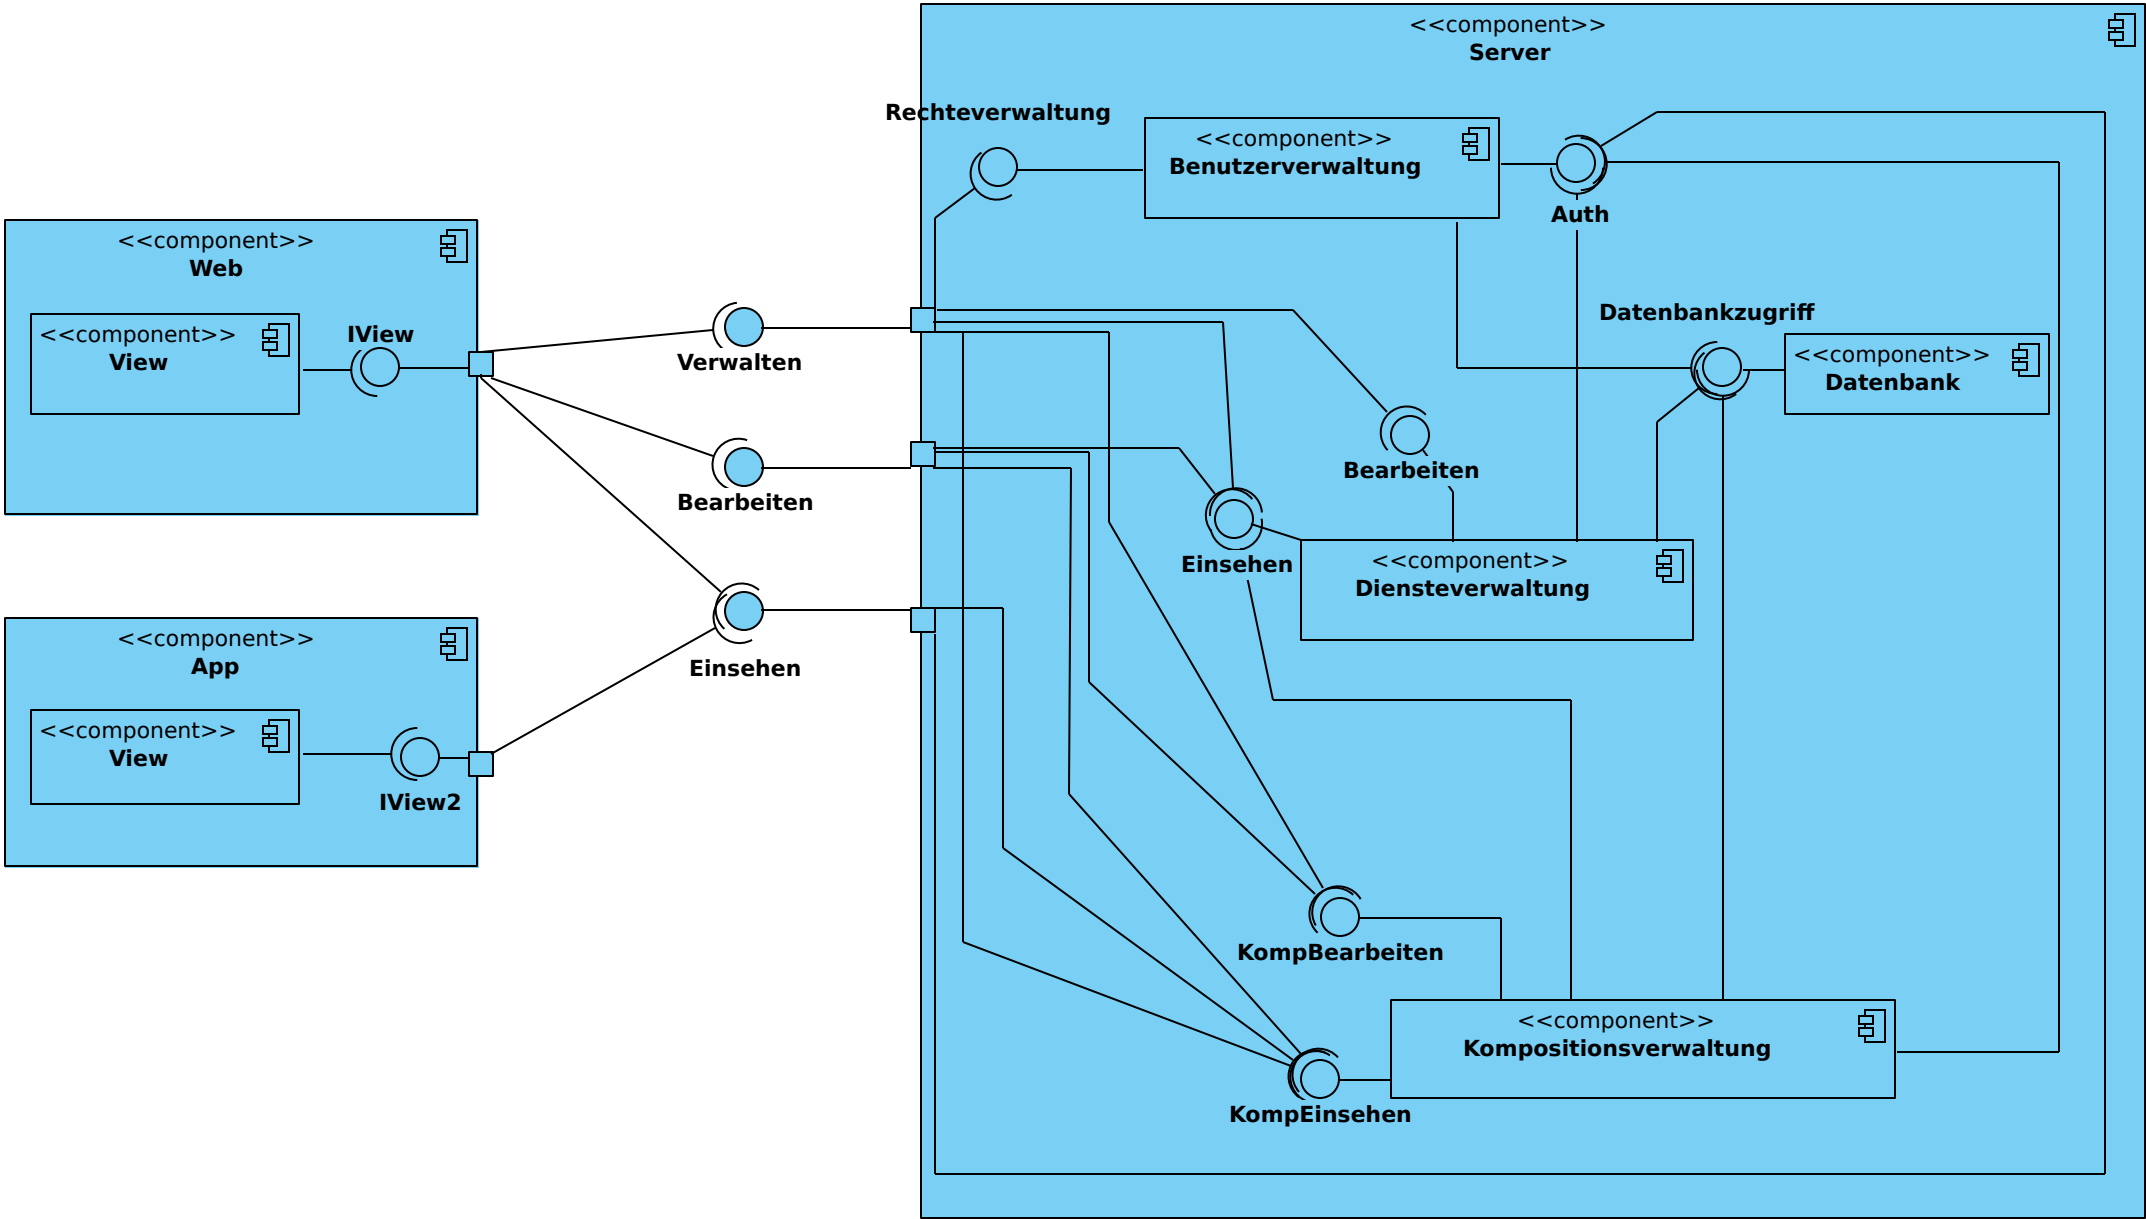 <<component>>
Server
Rechteverwaltung
<<component>>
Benutzerverwaltung
Auth
<<component>>
Web
<<component>>
View
IView
Verwalten
Bearbeiten
Einsehen
<<component>>
App
<<component>>
View
IView2
Datenbankzugriff
<<component>>
Datenbank
Bearbeiten
Einsehen
<<component>>
Diensteverwaltung
KompBearbeiten
<<component>>
Kompositionsverwaltung
KompEinsehen